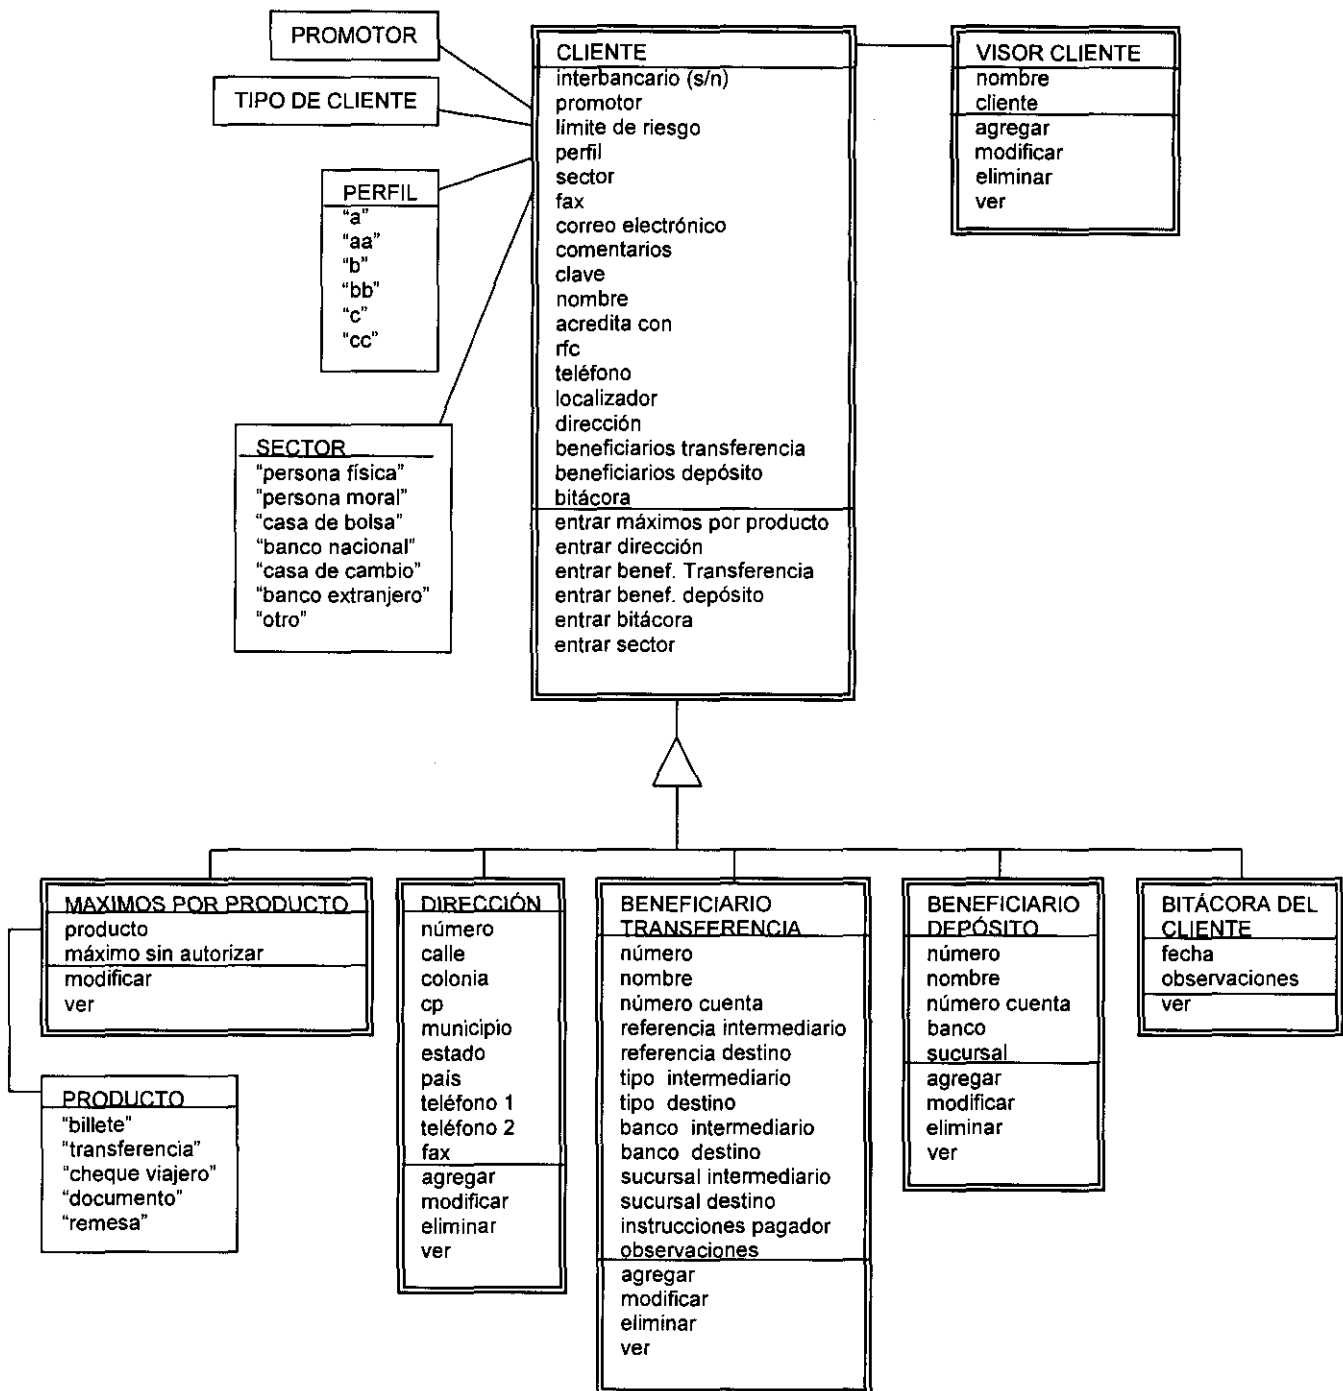 PROMOTOR
TIPO DE CLIENTE
PERFIL
“a”
“aa”
“b”
“bb”
“c”
“cc”
SECTOR
“persona física”
“persona moral”
“casa de bolsa”
“banco nacional”
“casa de cambio”
“banco extranjero”
“otro”
CLIENTE
interbancario (s/n)
promotor
límite de riesgo
perfil
sector
fax
correo electrónico
comentarios
clave
nombre
acredita con
rfc
teléfono
localizador
dirección
beneficiarios transferencia
beneficiarios depósito
bitácora
entrar máximos por producto
entrar dirección
entrar benef. Transferencia
entrar benef. depósito
entrar bitácora
entrar sector
VISOR CLIENTE
nombre
cliente
agregar
modificar
eliminar
ver
MAXIMOS POR PRODUCTO
producto
máximo sin autorizar
modificar
ver
PRODUCTO
“billete”
“transferencia”
“cheque viajero”
“documento”
“remesa”
DIRECCIÓN
número
calle
colonia
cp
municipio
estado
país
teléfono 1
teléfono 2
fax
agregar
modificar
eliminar
ver
BENEFICIARIO
TRANSFERENCIA
número
nombre
número cuenta
referencia intermediario
referencia destino
tipo intermediario
tipo destino
banco intermediario
banco destino
sucursal intermediario
sucursal destino
instrucciones pagador
observaciones
agregar
modificar
eliminar
ver
BENEFICIARIO
DEPÓSITO
número
nombre
número cuenta
banco
sucursal
agregar
modificar
eliminar
ver
BITÁCORA DEL
CLIENTE
fecha
observaciones
ver